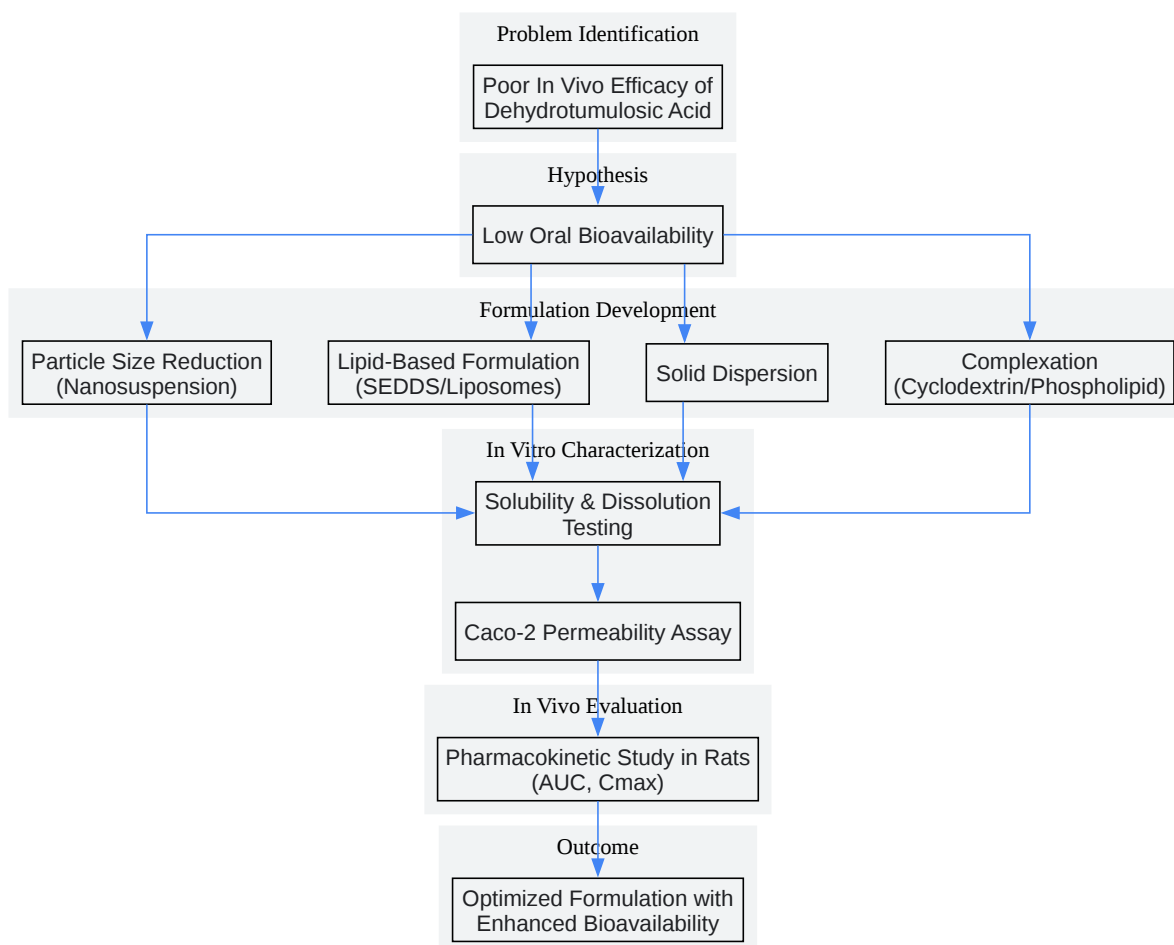 Problem Identification
Poor In Vivo Efficacy of
Dehydrotumulosic Acid
Hypothesis
Low Oral Bioavailability
Formulation Development
Particle Size Reduction
(Nanosuspension)
Lipid-Based Formulation
(SEDDS/Liposomes)
Solid Dispersion
Complexation
(Cyclodextrin/Phospholipid)
In Vitro Characterization
Solubility & Dissolution
Testing
Caco-2 Permeability Assay
In Vivo Evaluation
Pharmacokinetic Study in Rats
(AUC, Cmax)
Outcome
Optimized Formulation with
Enhanced Bioavailability